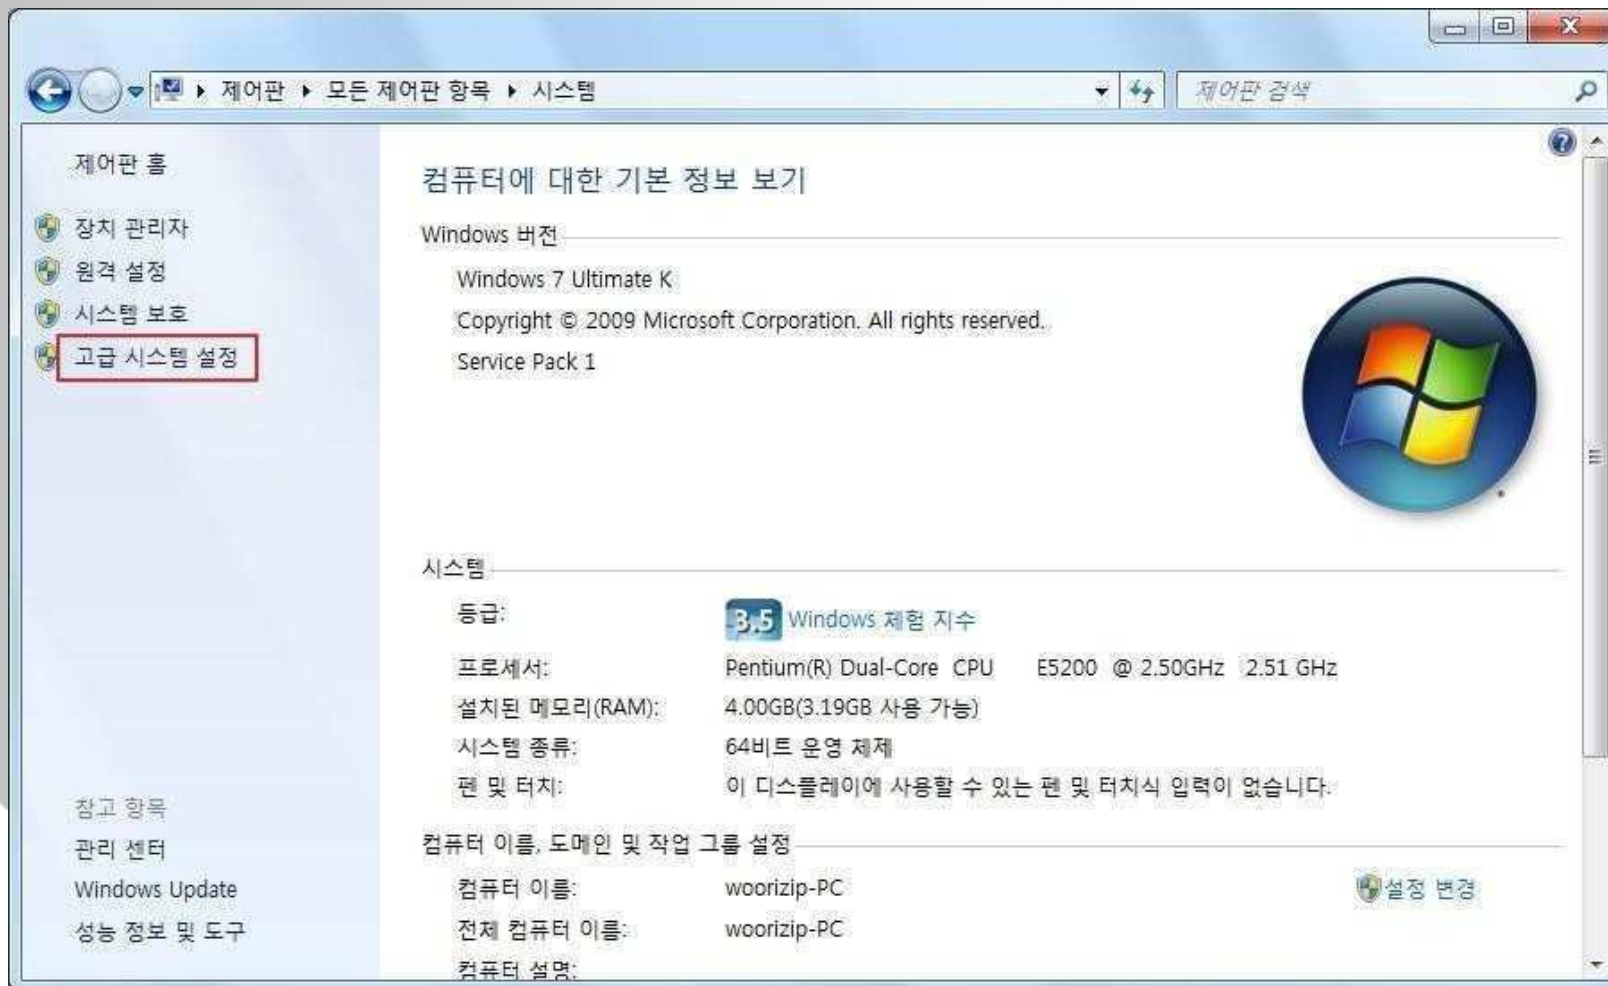 제어판 ▸ 모든 제어판 항목 ▸ 시스템
제어판 검색
제어판 홈
장치 관리자
원격 설정
시스템 보호
고급 시스템 설정
참고 항목
관리 센터
Windows Update
성능 정보 및 도구
컴퓨터에 대한 기본 정보 보기
Windows 버전
Windows 7 Ultimate K
Copyright © 2009 Microsoft Corporation. All rights reserved.
Service Pack 1
시스템
등급: 3.5 Windows 체험 지수
프로세서: Pentium(R) Dual-Core CPU E5200 @ 2.50GHz 2.51 GHz
설치된 메모리(RAM): 4.00GB(3.19GB 사용 가능)
시스템 종류: 64비트 운영 체제
펜 및 터치: 이 디스플레이에 사용할 수 있는 펜 및 터치식 입력이 없습니다.
컴퓨터 이름, 도메인 및 작업 그룹 설정
컴퓨터 이름: woorizip-PC 설정 변경
전체 컴퓨터 이름: woorizip-PC
컴퓨터 설명: